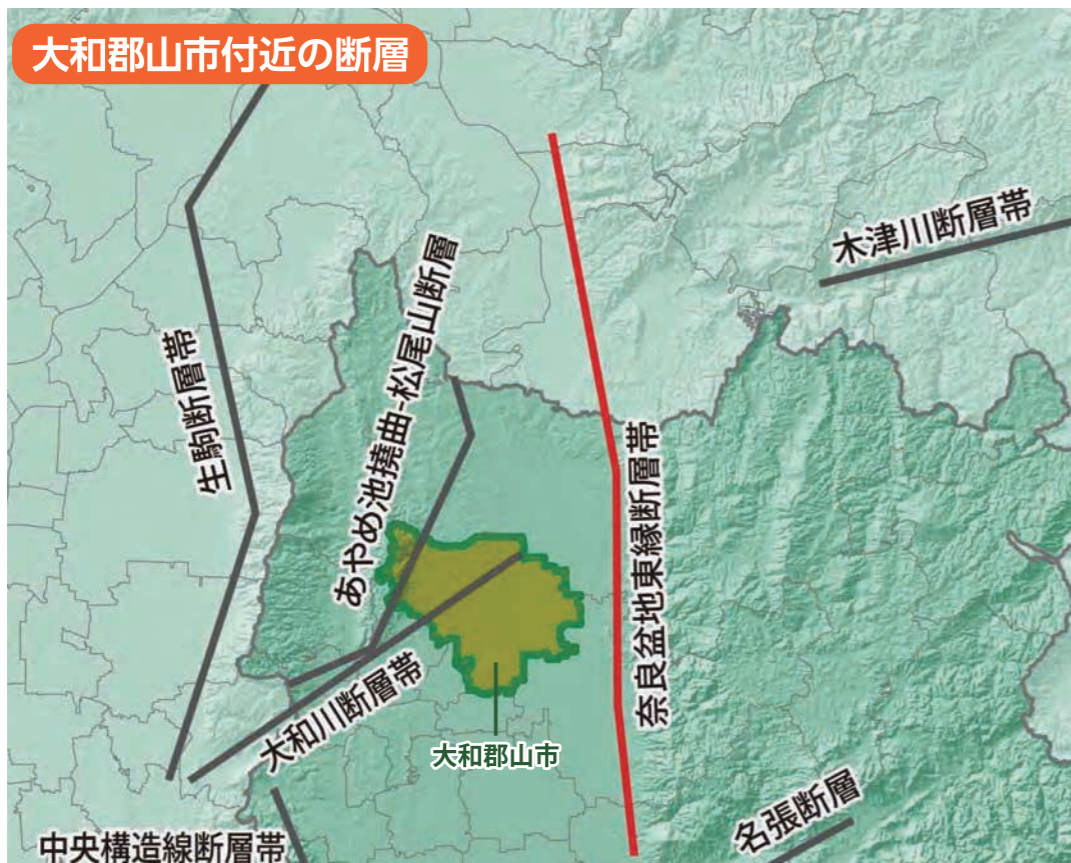 大和郡山市付近の断層
木津川断層帯
あやめ池撓曲-松尾山断層
生駒断層帯
奈良盆地東縁断層帯
大和川断層帯
大和郡山市
名張断層
中央構造線断層帯